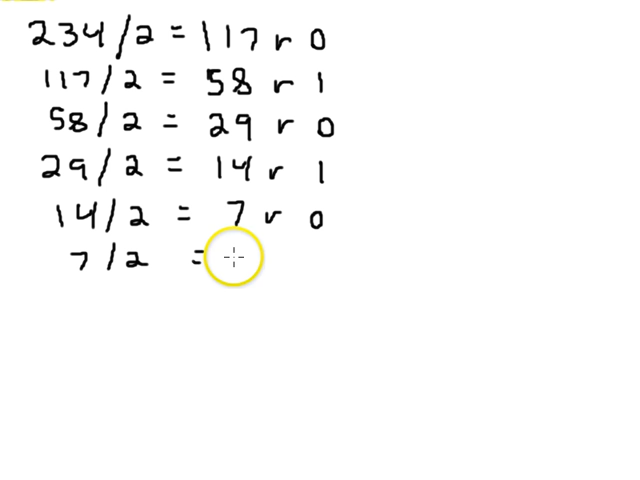 234/2 = 117 r 0
117/2 = 58 r 1
58/2 = 29 r 0
29/2 = 14 r 1
14/2 = 7 r 0
7/2 =